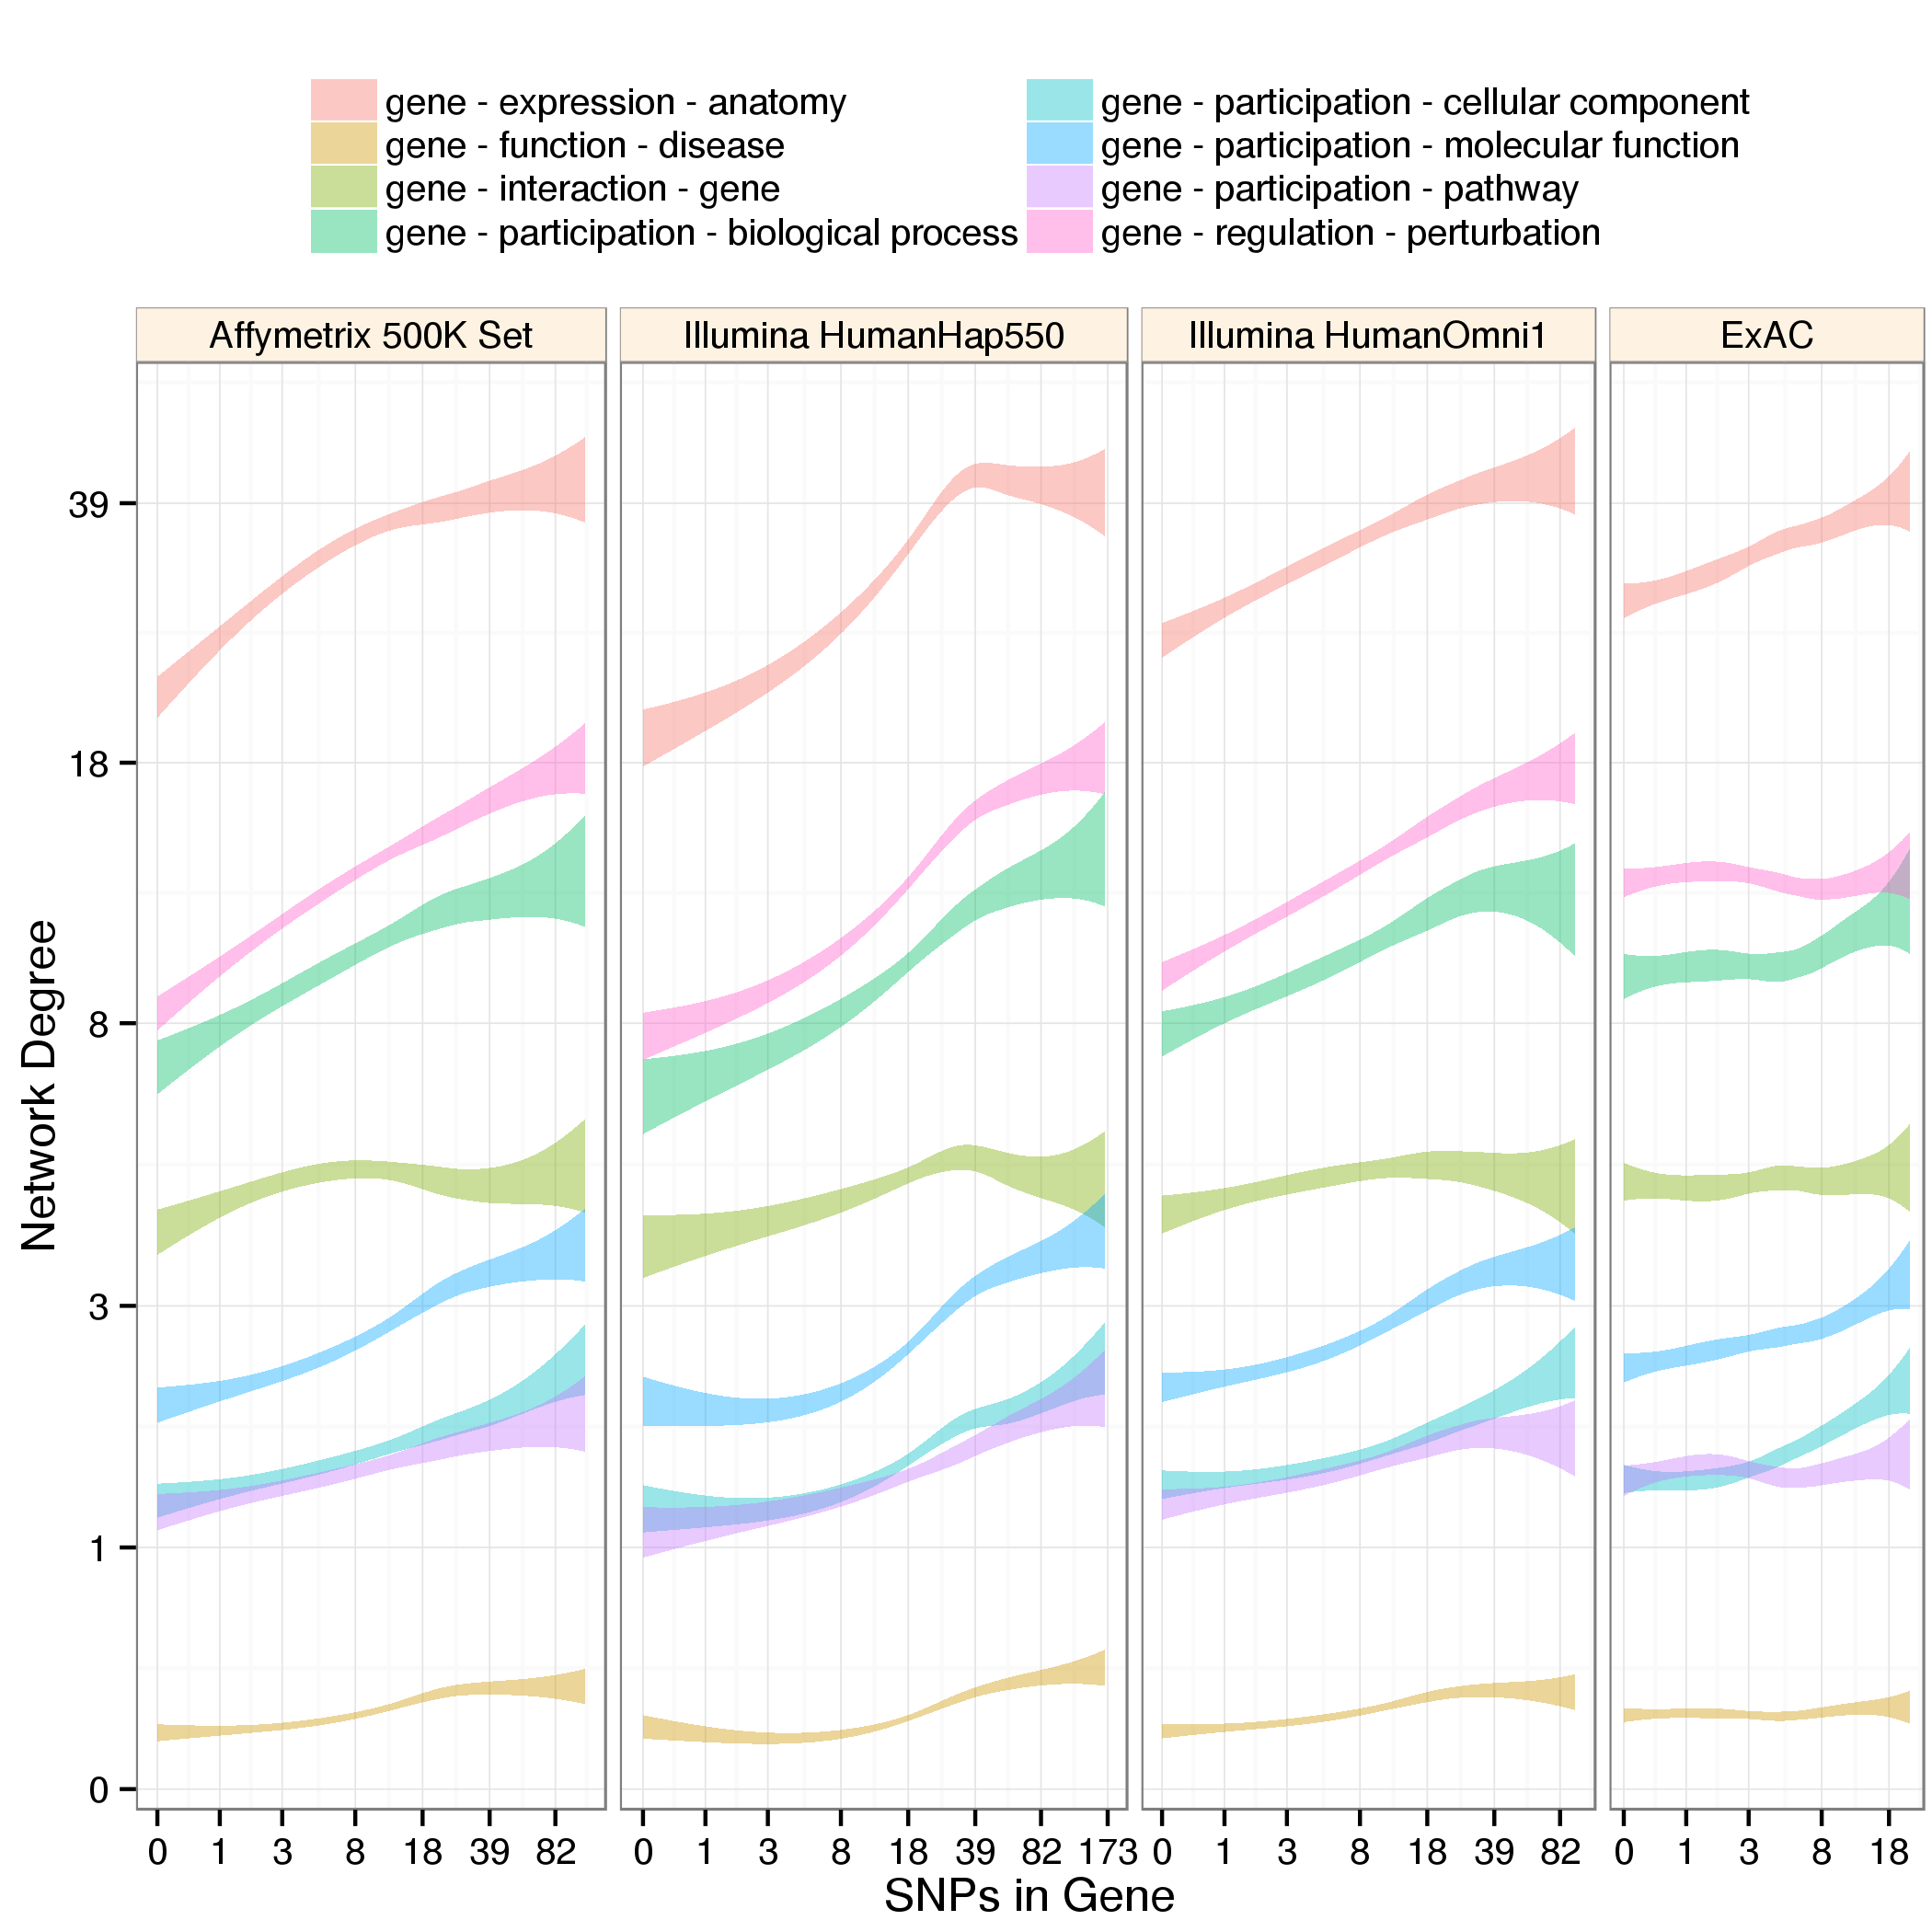 gene - expression - anatomy
gene - function - disease
gene - interaction - gene
gene - participation - biological process
gene - participation - cellular component
gene - participation - molecular function
gene - participation - pathway
gene - regulation - perturbation
Affymetrix 500K Set
Illumina HumanHap550
Illumina HumanOmni1
ExAC
Network Degree
39
18
8
3
1
0
0 1 3 8 18 39 82
0 1 3 8 18 39 82 173
0 1 3 8 18 39 82
0 1 3 8 18
SNPs in Gene